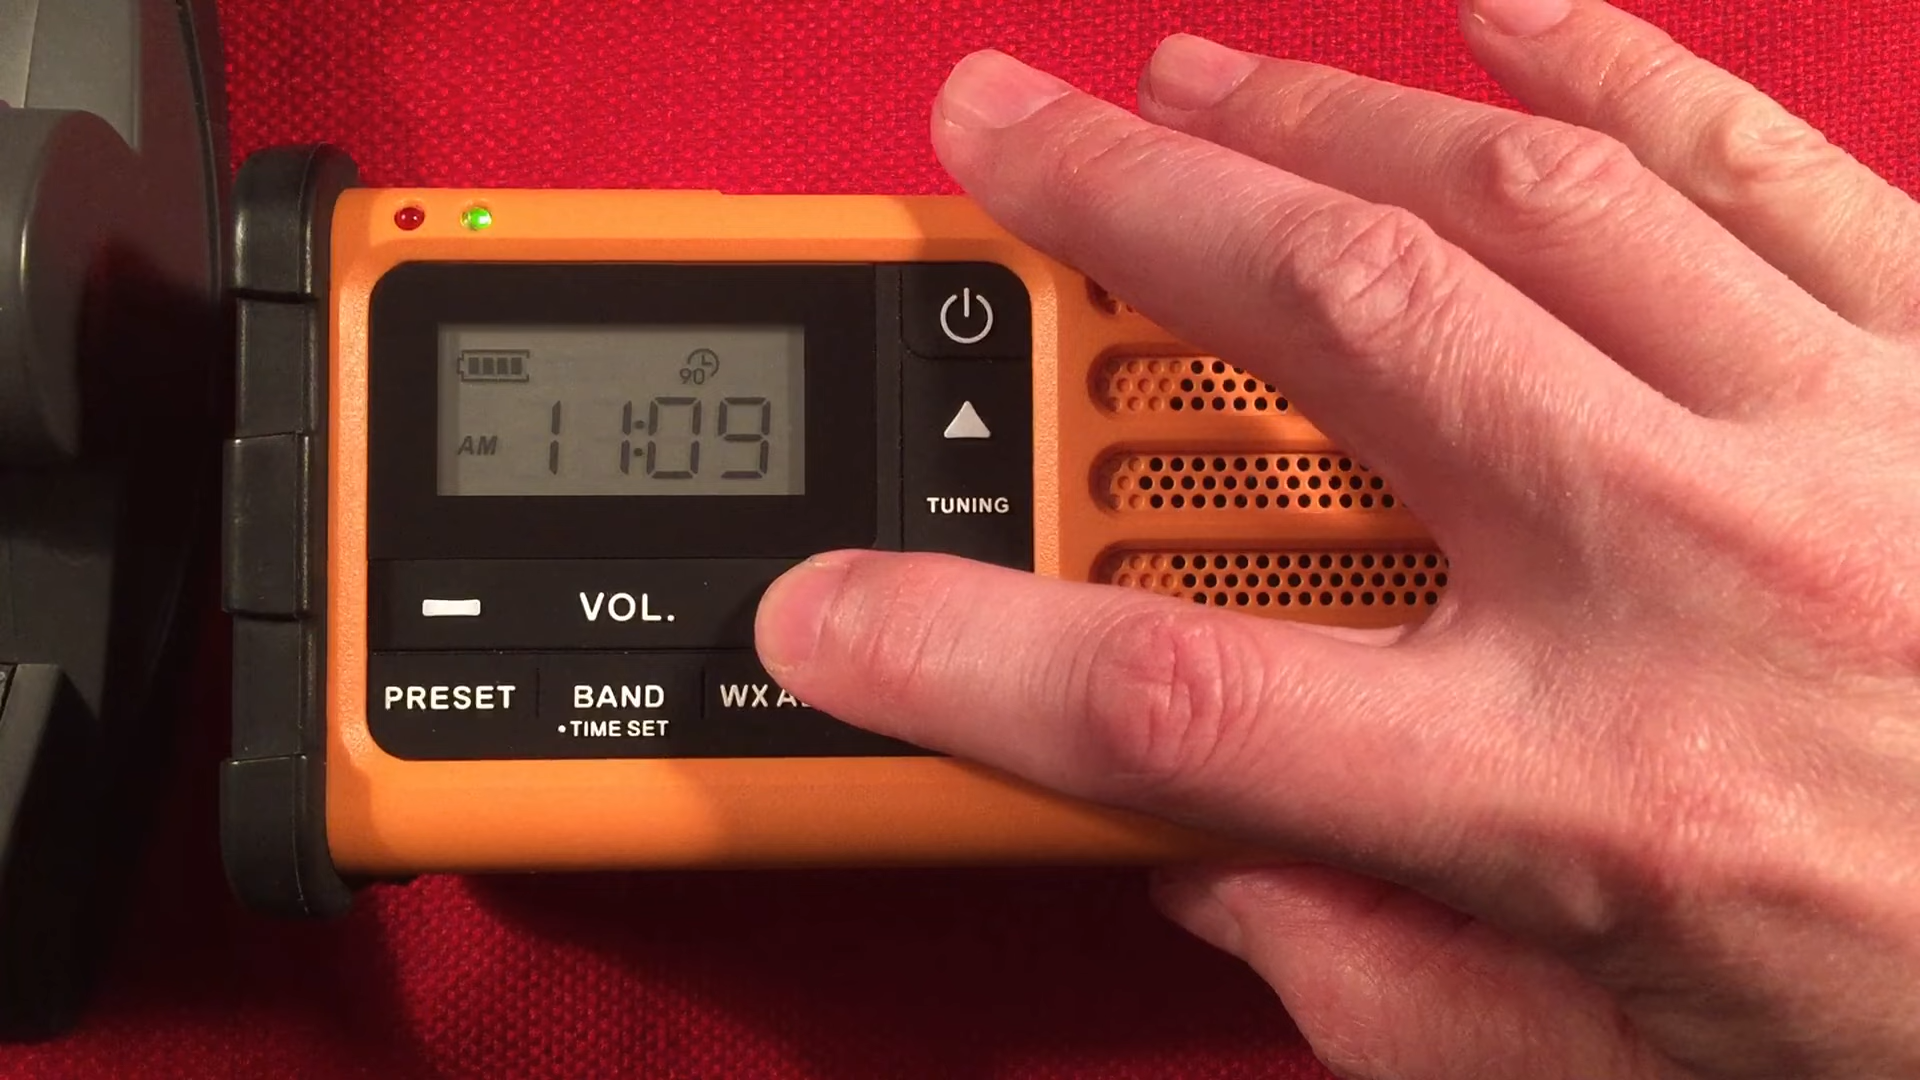 90
AM 11:09
TUNING
VOL.
PRESET BAND WX A
•TIME SET